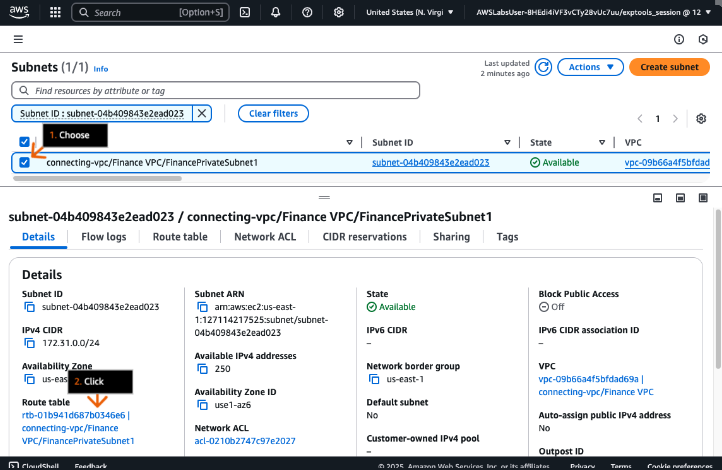 aws
Search
[Option+S]
United States (N. Virgi
AWSLabsUser-8HEdi4iVF3vCTy28vUc7uu/exptools_session @ 12
Subnets (1/1) Info
Last updated
2 minutes ago
Actions
Create subnet
Find resources by attribute or tag
Subnet ID : subnet-04b409843e2ead023
Clear filters
1
1. Choose
Subnet ID
State
VPC
connecting-vpc/Finance VPC/FinancePrivateSubnet1
subnet-04b409843e2ead023
Available
vpc-09b66a4f5bfdad
subnet-04b409843e2ead023 / connecting-vpc/Finance VPC/FinancePrivateSubnet1
Details
Flow logs
Route table
Network ACL
CIDR reservations
Sharing
Tags
Details
Subnet ID
subnet-04b409843e2ead023
IPv4 CIDR
172.31.0.0/24
Availability Zone
us-eas
2. Click
Route table
rtb-01b941d687b0346e6 |
connecting-vpc/Finance
VPC/FinancePrivateSubnet1
Subnet ARN
arn:aws:ec2:us-east-
1:127114217525:subnet/subnet-
04b409843e2ead023
Available IPv4 addresses
250
Availability Zone ID
use1-az6
Network ACL
acl-0210b2747c97e2027
State
Available
IPv6 CIDR
–
Network border group
us-east-1
Default subnet
No
Customer-owned IPv4 pool
–
Block Public Access
Off
IPv6 CIDR association ID
–
VPC
vpc-09b66a4f5bfdad69a |
connecting-vpc/Finance VPC
Auto-assign public IPv4 address
No
Outpost ID
CloudShell
Feedback
© 2025, Amazon Web Services, Inc. or its affiliates.
Privacy
Terms
Cookie preferences